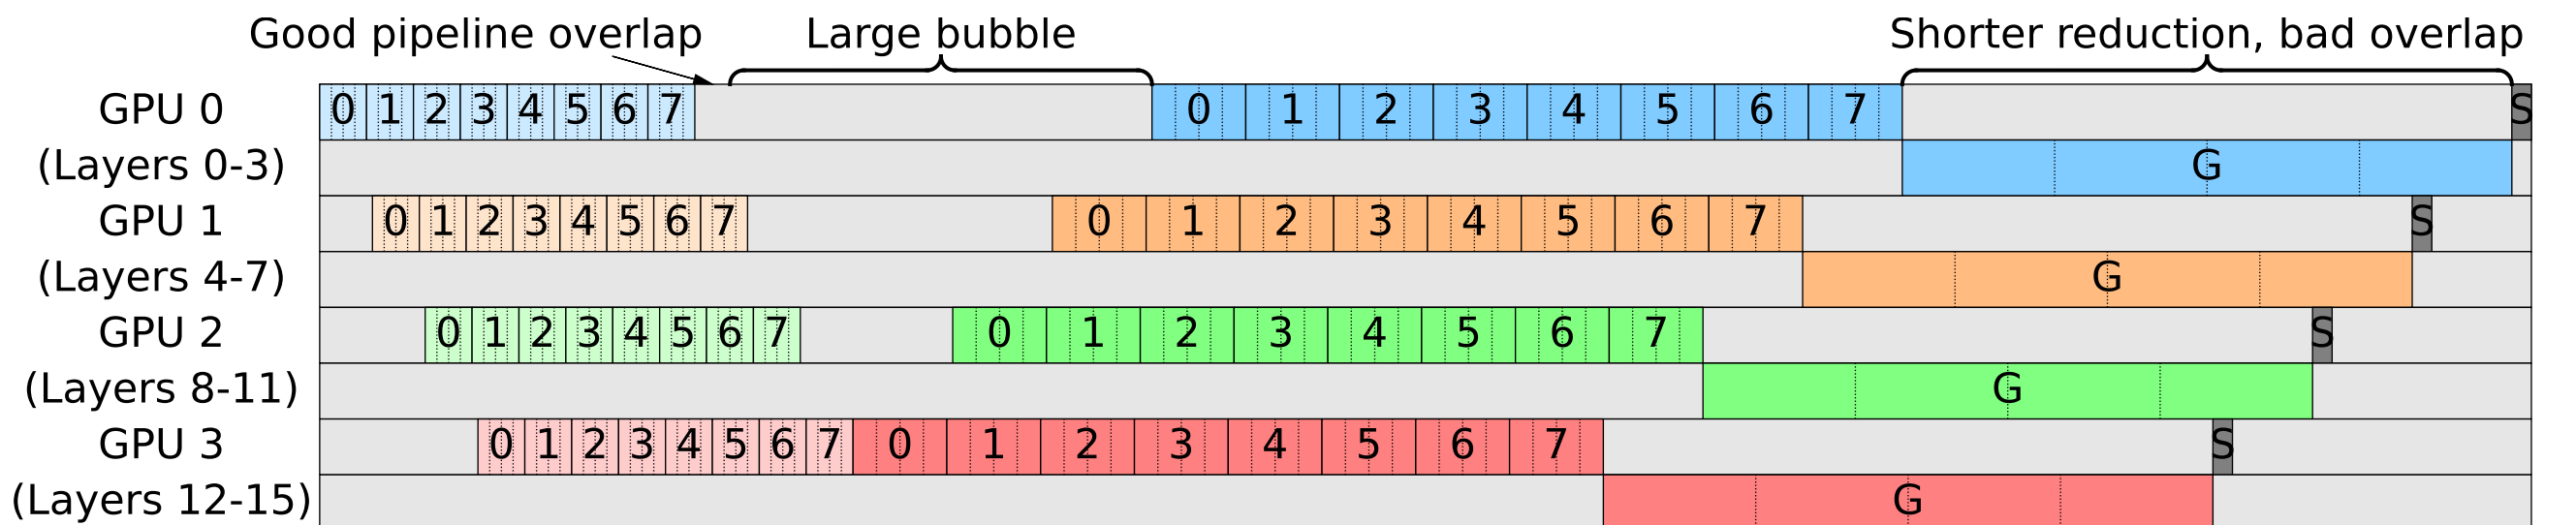 Good pipeline overlap Large bubble Shorter reduction, bad overlap
GPU 0 0 1 2 3 4 5 6 7 0 1 2 3 4 5 6 7 S
(Layers 0-3) G
GPU 1 0 1 2 3 4 5 6 7 0 1 2 3 4 5 6 7 S
(Layers 4-7) G
GPU 2 0 1 2 3 4 5 6 7 0 1 2 3 4 5 6 7 S
(Layers 8-11) G
GPU 3 0 1 2 3 4 5 6 7 0 1 2 3 4 5 6 7 S
(Layers 12-15) G